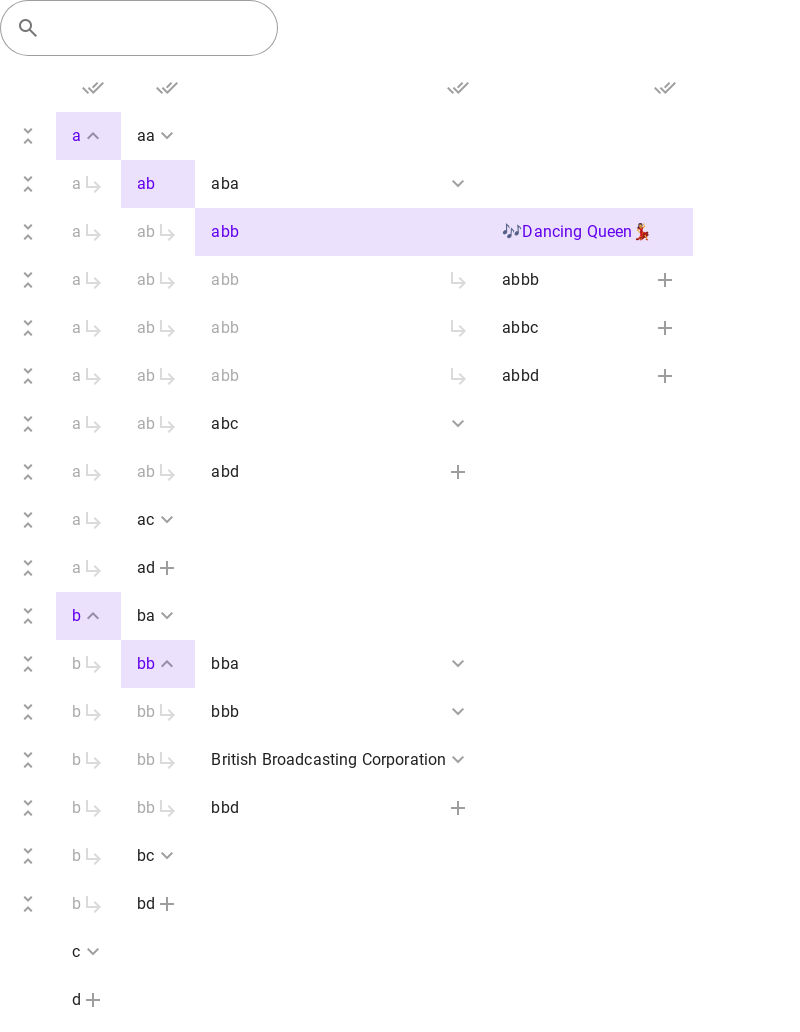 a aa
a ab aba
a ab abb 🎶Dancing Queen💃
a ab abb abbb
a ab abb abbc
a ab abb abbd
a ab abc
a ab abd
a ac
a ad
b ba
b bb bba
b bb bbb
b bb British Broadcasting Corporation
b bb bbd
b bc
b bd
c
d